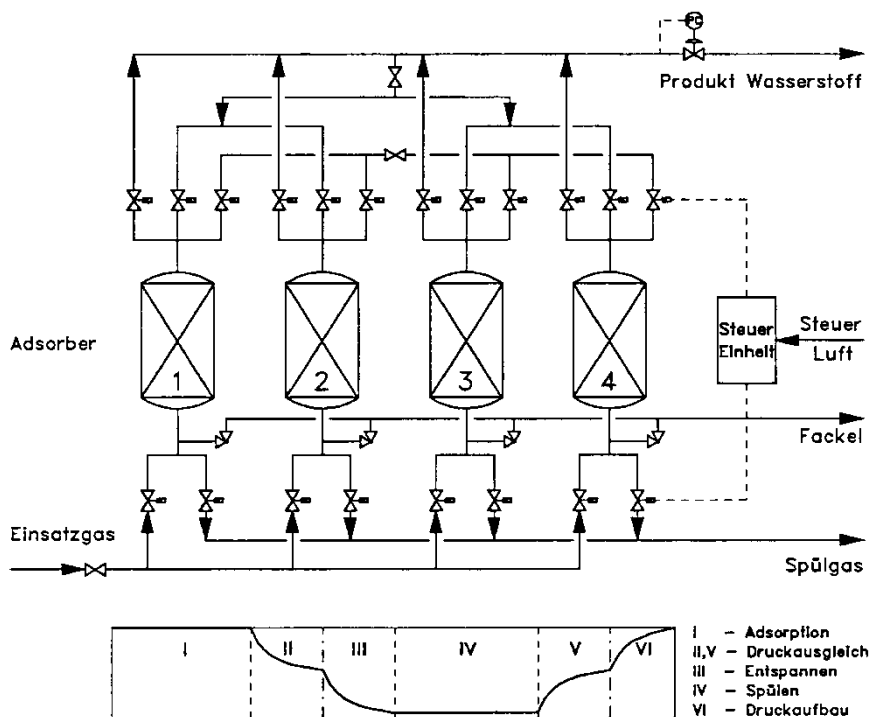 PC
Produkt Wasserstoff
Adsorber
1
2
3
4
Steuer
Einheit
Steuer
Luft
Fackel
Einsatzgas
Spülgas
I
II
III
IV
V
VI
I – Adsorption
II,V – Druckausgleich
III – Entspannen
IV – Spülen
VI – Druckaufbau